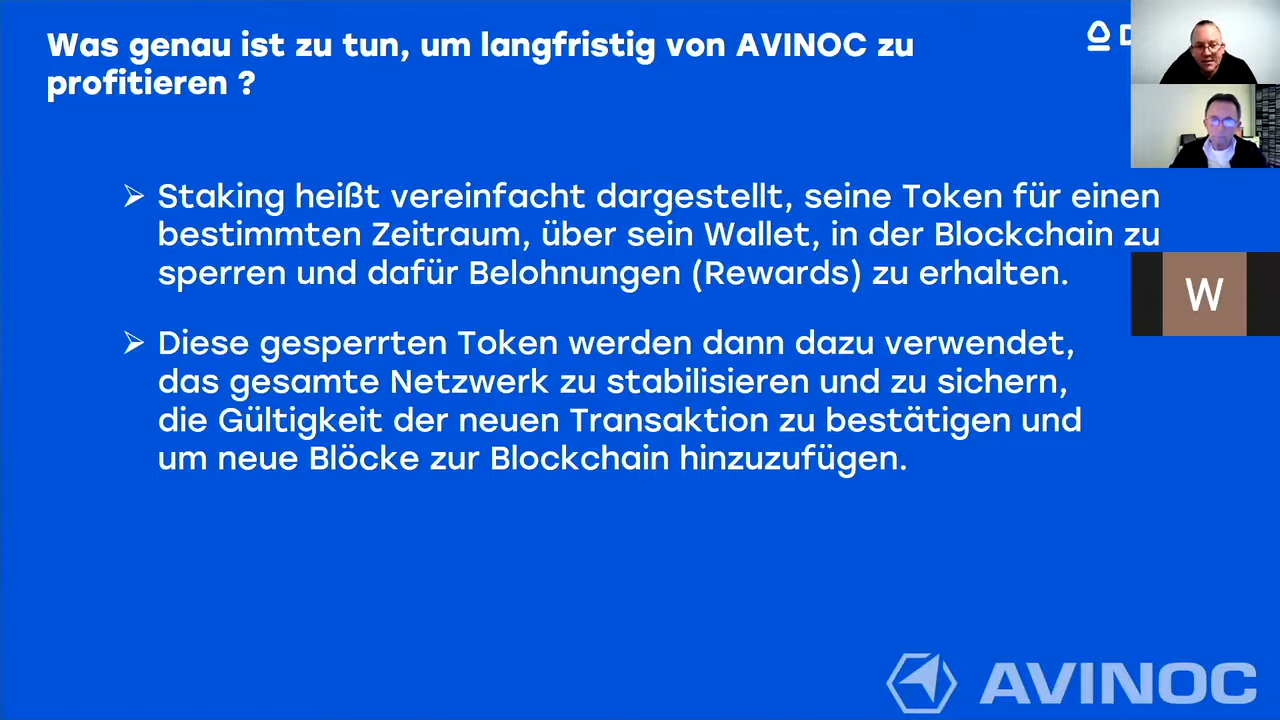 Was genau ist zu tun, um langfristig von AVINOC zu
profitieren ?
➢ Staking heißt vereinfacht dargestellt, seine Token für einen
bestimmten Zeitraum, über sein Wallet, in der Blockchain zu
sperren und dafür Belohnungen (Rewards) zu erhalten.
W
➢ Diese gesperrten Token werden dann dazu verwendet,
das gesamte Netzwerk zu stabilisieren und zu sichern,
die Gültigkeit der neuen Transaktion zu bestätigen und
um neue Blöcke zur Blockchain hinzuzufügen.
AVINOC